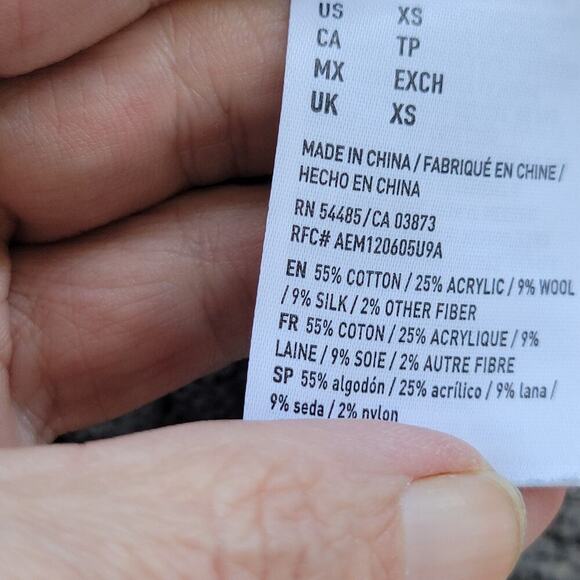 US XS
CA TP
MX EXCH
UK XS
MADE IN CHINA / FABRIQUÉ EN CHINE /
HECHO EN CHINA
RN 54485 / CA 03873
RFC# AEM120605U9A
EN 55% COTTON / 25% ACRYLIC / 9% WOOL
/ 9% SILK / 2% OTHER FIBER
FR 55% COTON / 25% ACRYLIQUE / 9%
LAINE / 9% SOIE / 2% AUTRE FIBRE
SP 55% algodón / 25% acrílico / 9% lana /
9% seda / 2% nylon